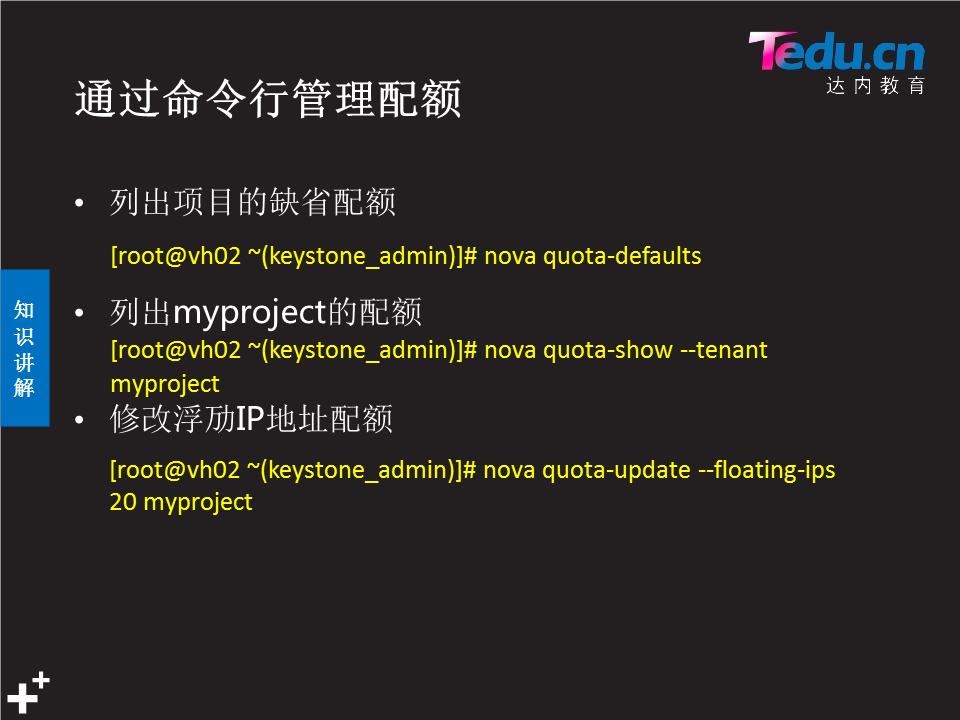 Tedu.cn
达内教育
通过命令行管理配额
• 列出项目的缺省配额
[root@vh02 ~(keystone_admin)]# nova quota-defaults
• 列出myproject的配额
[root@vh02 ~(keystone_admin)]# nova quota-show --tenant
myproject
• 修改浮劢IP地址配额
[root@vh02 ~(keystone_admin)]# nova quota-update --floating-ips
20 myproject
知
识
讲
解